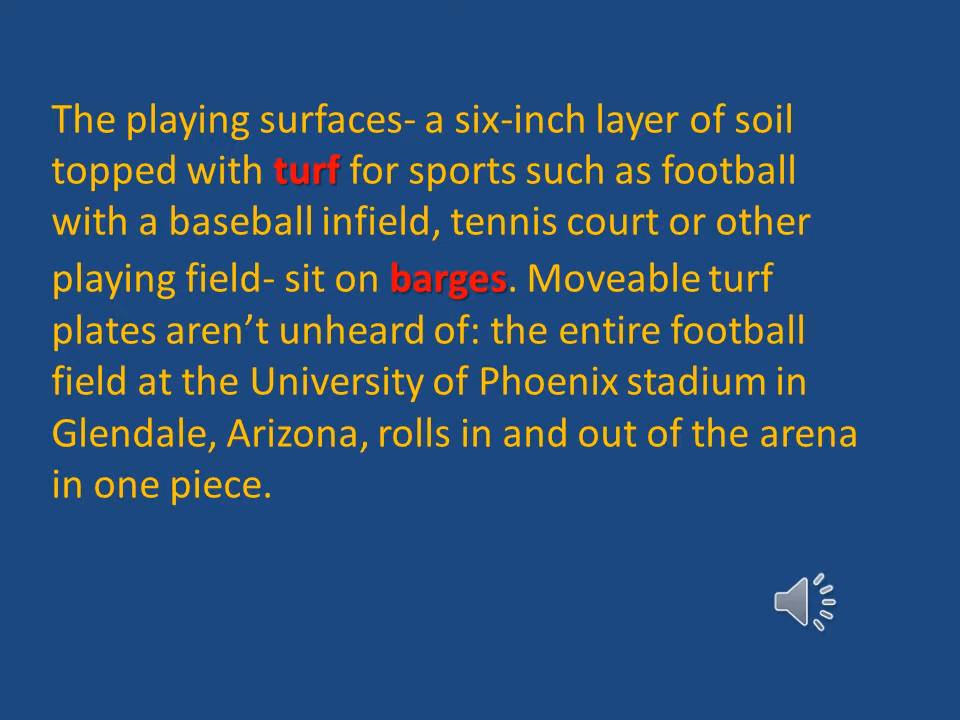 The playing surfaces- a six-inch layer of soil
topped with turf for sports such as football
with a baseball infield, tennis court or other
playing field- sit on barges. Moveable turf
plates aren’t unheard of: the entire football
field at the University of Phoenix stadium in
Glendale, Arizona, rolls in and out of the arena
in one piece.